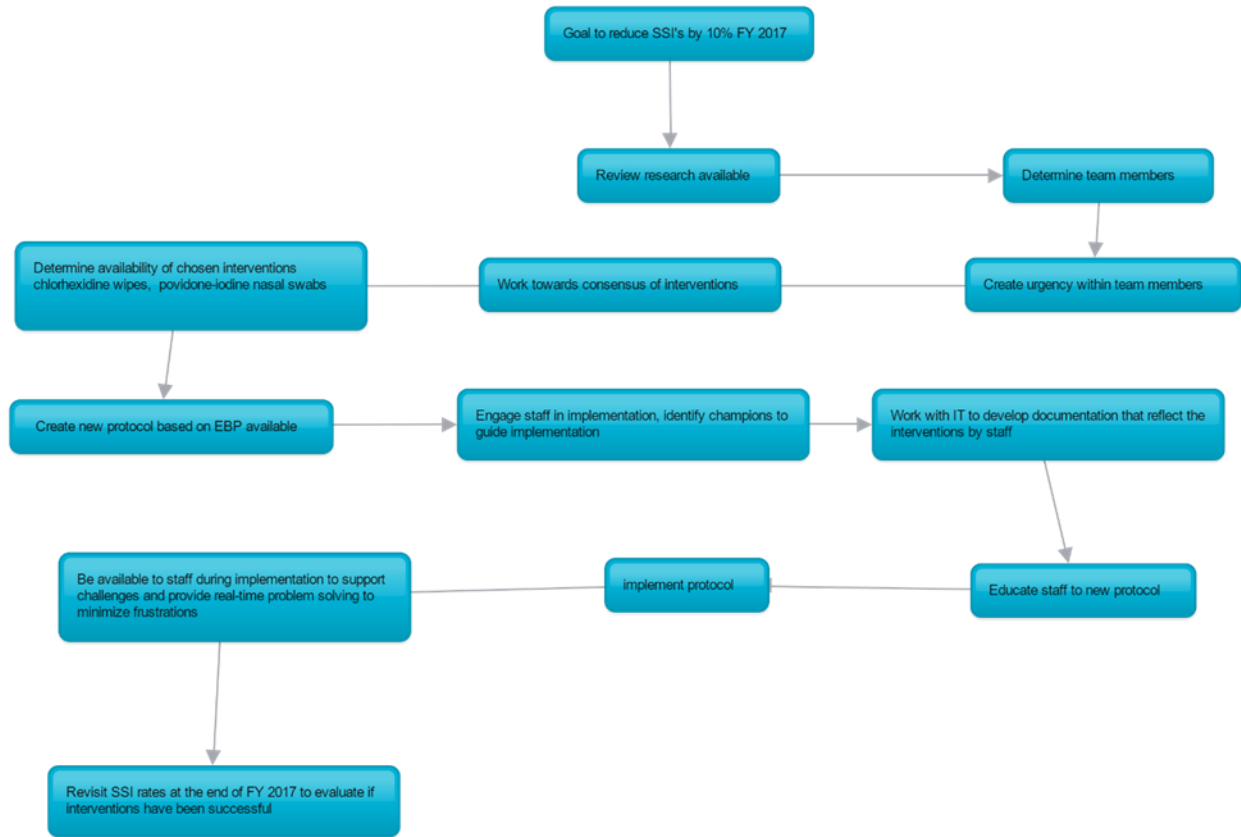 Goal to reduce SSI's by 10% FY 2017
Review research available
Determine team members
Create urgency within team members
Work towards consensus of interventions
Determine availability of chosen interventions
chlorhexidine wipes,  povidone-iodine nasal swabs
Create new protocol based on EBP available
Engage staff in implementation, identify champions to
guide implementation
Work with IT to develop documentation that reflect the
interventions by staff
Educate staff to new protocol
implement protocol
Be available to staff during implementation to support
challenges and provide real-time problem solving to
minimize frustrations
Revisit SSI rates at the end of FY 2017 to evaluate if
interventions have been successful